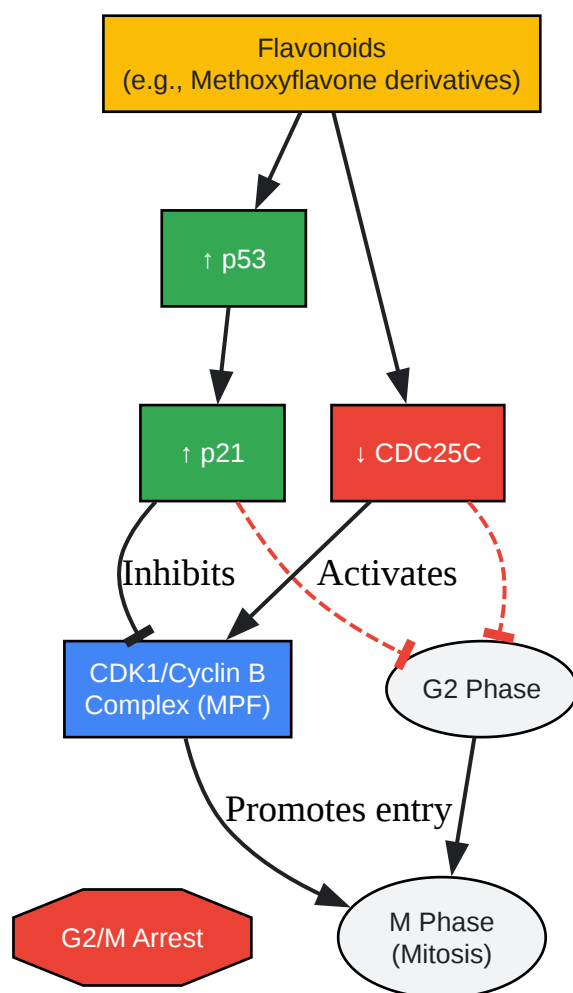 Flavonoids
(e.g., Methoxyflavone derivatives)
↑ p53
↑ p21
↓ CDC25C
Inhibits
Activates
CDK1/Cyclin B
Complex (MPF)
G2 Phase
Promotes entry
G2/M Arrest
M Phase
(Mitosis)